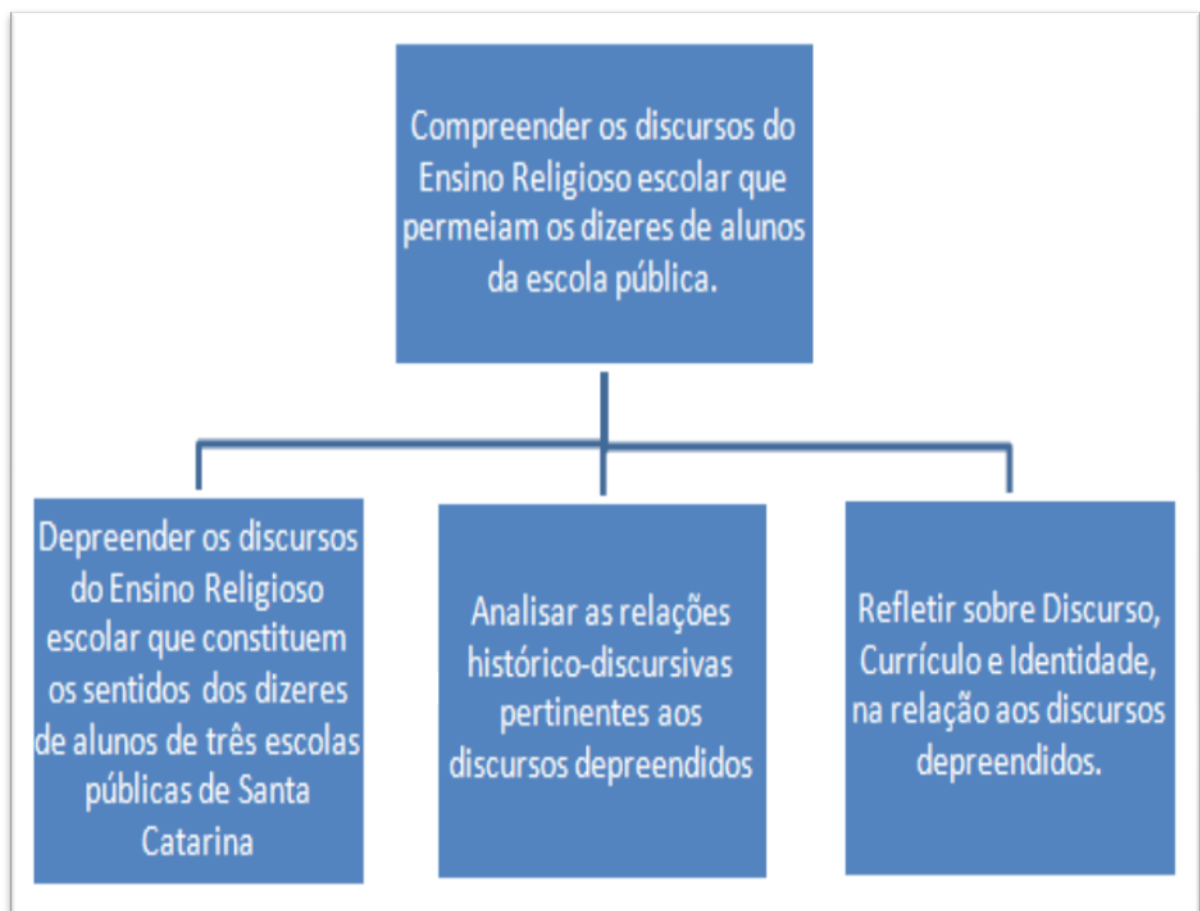 Compreender os discursos do
Ensino Religioso escolar que
permeiam os dizeres de alunos
da escola pública.
Depreender os discursos
do Ensino Religioso
escolar que constituem
os sentidos dos dizeres
de alunos de três escolas
públicas de Santa
Catarina
Analisar as relações
histórico-discursivas
pertinentes aos
discursos depreendidos
Refletir sobre Discurso,
Currículo e Identidade,
na relação aos discursos
depreendidos.